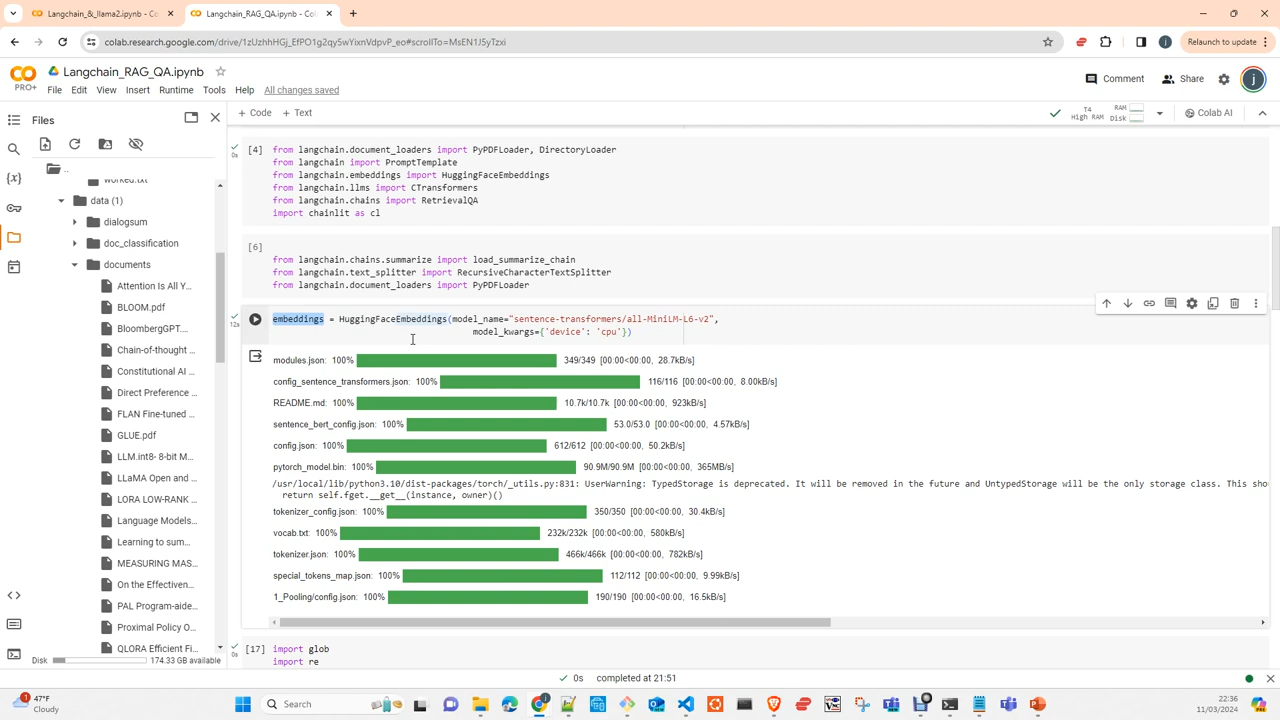 Langchain_&_llama2.ipynb - Col
Langchain_RAG_QA.ipynb - Cola
colab.research.google.com/drive/1zUzhhHGj_EfPO1g2qy5wYixnVdpvP_eo#scrollTo=MsEN1J5yTzxi
Relaunch to update
CO
PRO+
Langchain_RAG_QA.ipynb
File Edit View Insert Runtime Tools Help All changes saved
Comment
Share
Files
+ Code + Text
T4
High RAM
RAM
Disk
Colab AI
..
worked.txt
data (1)
dialogsum
doc_classification
documents
Attention Is All Y...
BLOOM.pdf
BloombergGPT....
Chain-of-thought ...
Constitutional AI ...
Direct Preference ...
FLAN Fine-tuned ...
GLUE.pdf
LLM.int8- 8-bit M...
LLaMA Open and ...
LORA LOW-RANK ...
Language Models...
Learning to sum...
MEASURING MAS...
On the Effectiven...
PAL Program-aide...
Proximal Policy O...
QLORA Efficient Fi...
Disk 174.33 GB available
[4]
0s
from langchain.document_loaders import PyPDFLoader, DirectoryLoader
from langchain import PromptTemplate
from langchain.embeddings import HuggingFaceEmbeddings
from langchain.llms import CTransformers
from langchain.chains import RetrievalQA
import chainlit as cl
[6]
from langchain.chains.summarize import load_summarize_chain
from langchain.text_splitter import RecursiveCharacterTextSplitter
from langchain.document_loaders import PyPDFLoader
12s
embeddings = HuggingFaceEmbeddings(model_name="sentence-transformers/all-MiniLM-L6-v2",
model_kwargs={'device': 'cpu'})
modules.json: 100% 349/349 [00:00<00:00, 28.7kB/s]
config_sentence_transformers.json: 100% 116/116 [00:00<00:00, 8.00kB/s]
README.md: 100% 10.7k/10.7k [00:00<00:00, 923kB/s]
sentence_bert_config.json: 100% 53.0/53.0 [00:00<00:00, 4.57kB/s]
config.json: 100% 612/612 [00:00<00:00, 50.2kB/s]
pytorch_model.bin: 100% 90.9M/90.9M [00:00<00:00, 365MB/s]
/usr/local/lib/python3.10/dist-packages/torch/_utils.py:831: UserWarning: TypedStorage is deprecated. It will be removed in the future and UntypedStorage will be the only storage class. This shou
return self.fget.__get__(instance, owner)()
tokenizer_config.json: 100% 350/350 [00:00<00:00, 30.4kB/s]
vocab.txt: 100% 232k/232k [00:00<00:00, 580kB/s]
tokenizer.json: 100% 466k/466k [00:00<00:00, 782kB/s]
special_tokens_map.json: 100% 112/112 [00:00<00:00, 9.99kB/s]
1_Pooling/config.json: 100% 190/190 [00:00<00:00, 16.5kB/s]
[17] import glob
0s
import re
0s completed at 21:51
1
47°F
Cloudy
Search
22:36
11/03/2024